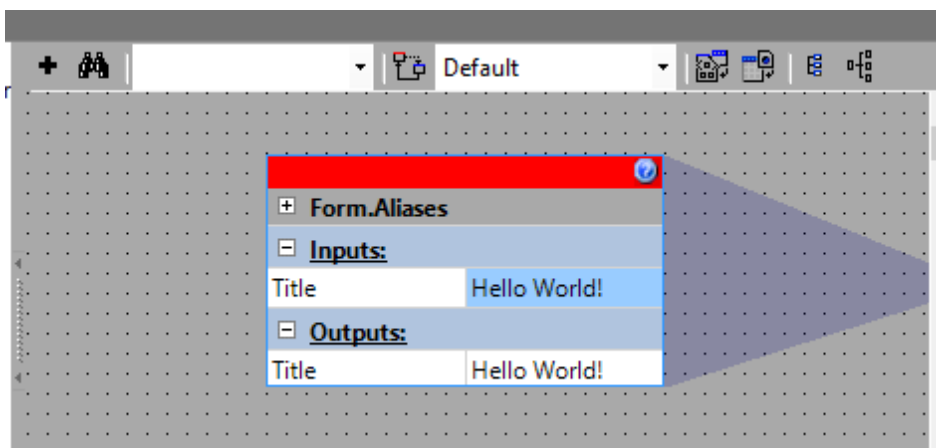 Default
Form.Aliases
Inputs:
Title Hello World!
Outputs:
Title Hello World!